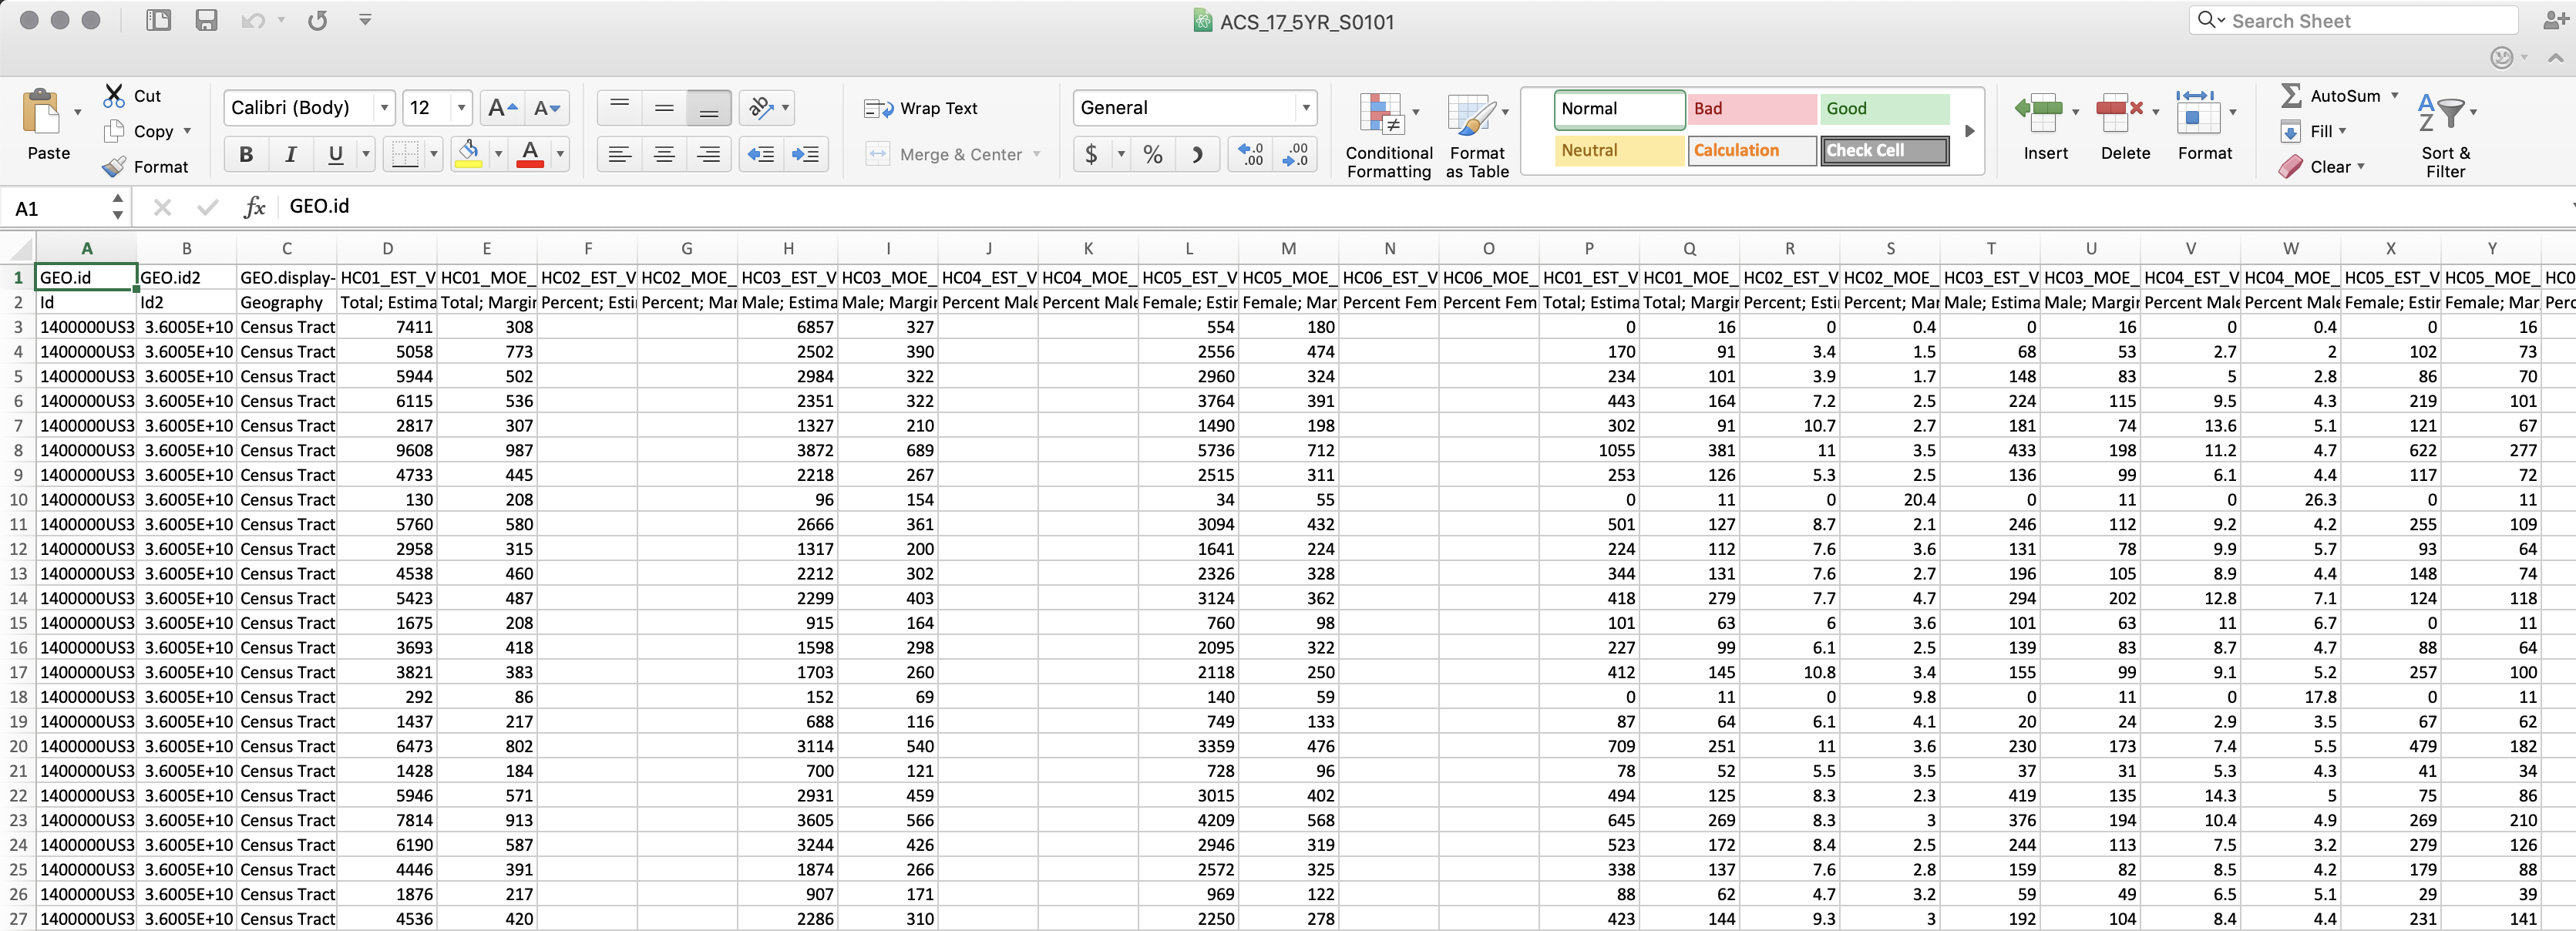 ACS_17_5YR_S0101
Search Sheet
Paste
Cut
Copy
Format
Calibri (Body) 12 A A
B I U A
ab
Wrap Text
Merge & Center
General
$ % ) .0 .00 .00 .0
Conditional Formatting
Format as Table
Normal Bad Good
Neutral Calculation Check Cell
Insert Delete Format
AutoSum
Fill
Clear
A Z
Sort & Filter
A1 fx GEO.id
A B C D E F G H I J K L M N O P Q R S T U V W X Y
1 GEO.id GEO.id2 GEO.display- HC01_EST_V HC01_MOE_ HC02_EST_V HC02_MOE_ HC03_EST_V HC03_MOE_ HC04_EST_V HC04_MOE_ HC05_EST_V HC05_MOE_ HC06_EST_V HC06_MOE_ HC01_EST_V HC01_MOE_ HC02_EST_V HC02_MOE_ HC03_EST_V HC03_MOE_ HC04_EST_V HC04_MOE_ HC05_EST_V HC05_MOE_ HC0
2 Id Id2 Geography Total; Estima Total; Margir Percent; Esti Percent; Mar Male; Estima Male; Margir Percent Male Percent Male Female; Estir Female; Mar Percent Fem Percent Fem Total; Estima Total; Margir Percent; Esti Percent; Mar Male; Estima Male; Margir Percent Male Percent Male Female; Estir Female; Mar Perc
3 1400000US3 3.6005E+10 Census Tract 7411 308 6857 327 554 180 0 16 0 0.4 0 16 0 0.4 0 16
4 1400000US3 3.6005E+10 Census Tract 5058 773 2502 390 2556 474 170 91 3.4 1.5 68 53 2.7 2 102 73
5 1400000US3 3.6005E+10 Census Tract 5944 502 2984 322 2960 324 234 101 3.9 1.7 148 83 5 2.8 86 70
6 1400000US3 3.6005E+10 Census Tract 6115 536 2351 322 3764 391 443 164 7.2 2.5 224 115 9.5 4.3 219 101
7 1400000US3 3.6005E+10 Census Tract 2817 307 1327 210 1490 198 302 91 10.7 2.7 181 74 13.6 5.1 121 67
8 1400000US3 3.6005E+10 Census Tract 9608 987 3872 689 5736 712 1055 381 11 3.5 433 198 11.2 4.7 622 277
9 1400000US3 3.6005E+10 Census Tract 4733 445 2218 267 2515 311 253 126 5.3 2.5 136 99 6.1 4.4 117 72
10 1400000US3 3.6005E+10 Census Tract 130 208 96 154 34 55 0 11 0 20.4 0 11 0 26.3 0 11
11 1400000US3 3.6005E+10 Census Tract 5760 580 2666 361 3094 432 501 127 8.7 2.1 246 112 9.2 4.2 255 109
12 1400000US3 3.6005E+10 Census Tract 2958 315 1317 200 1641 224 224 112 7.6 3.6 131 78 9.9 5.7 93 64
13 1400000US3 3.6005E+10 Census Tract 4538 460 2212 302 2326 328 344 131 7.6 2.7 196 105 8.9 4.4 148 74
14 1400000US3 3.6005E+10 Census Tract 5423 487 2299 403 3124 362 418 279 7.7 4.7 294 202 12.8 7.1 124 118
15 1400000US3 3.6005E+10 Census Tract 1675 208 915 164 760 98 101 63 6 3.6 101 63 11 6.7 0 11
16 1400000US3 3.6005E+10 Census Tract 3693 418 1598 298 2095 322 227 99 6.1 2.5 139 83 8.7 4.7 88 64
17 1400000US3 3.6005E+10 Census Tract 3821 383 1703 260 2118 250 412 145 10.8 3.4 155 99 9.1 5.2 257 100
18 1400000US3 3.6005E+10 Census Tract 292 86 152 69 140 59 0 11 0 9.8 0 11 0 17.8 0 11
19 1400000US3 3.6005E+10 Census Tract 1437 217 688 116 749 133 87 64 6.1 4.1 20 24 2.9 3.5 67 62
20 1400000US3 3.6005E+10 Census Tract 6473 802 3114 540 3359 476 709 251 11 3.6 230 173 7.4 5.5 479 182
21 1400000US3 3.6005E+10 Census Tract 1428 184 700 121 728 96 78 52 5.5 3.5 37 31 5.3 4.3 41 34
22 1400000US3 3.6005E+10 Census Tract 5946 571 2931 459 3015 402 494 125 8.3 2.3 419 135 14.3 5 75 86
23 1400000US3 3.6005E+10 Census Tract 7814 913 3605 566 4209 568 645 269 8.3 3 376 194 10.4 4.9 269 210
24 1400000US3 3.6005E+10 Census Tract 6190 587 3244 426 2946 319 523 172 8.4 2.5 244 113 7.5 3.2 279 126
25 1400000US3 3.6005E+10 Census Tract 4446 391 1874 266 2572 325 338 137 7.6 2.8 159 82 8.5 4.2 179 88
26 1400000US3 3.6005E+10 Census Tract 1876 217 907 171 969 122 88 62 4.7 3.2 59 49 6.5 5.1 29 39
27 1400000US3 3.6005E+10 Census Tract 4536 420 2286 310 2250 278 423 144 9.3 3 192 104 8.4 4.4 231 141